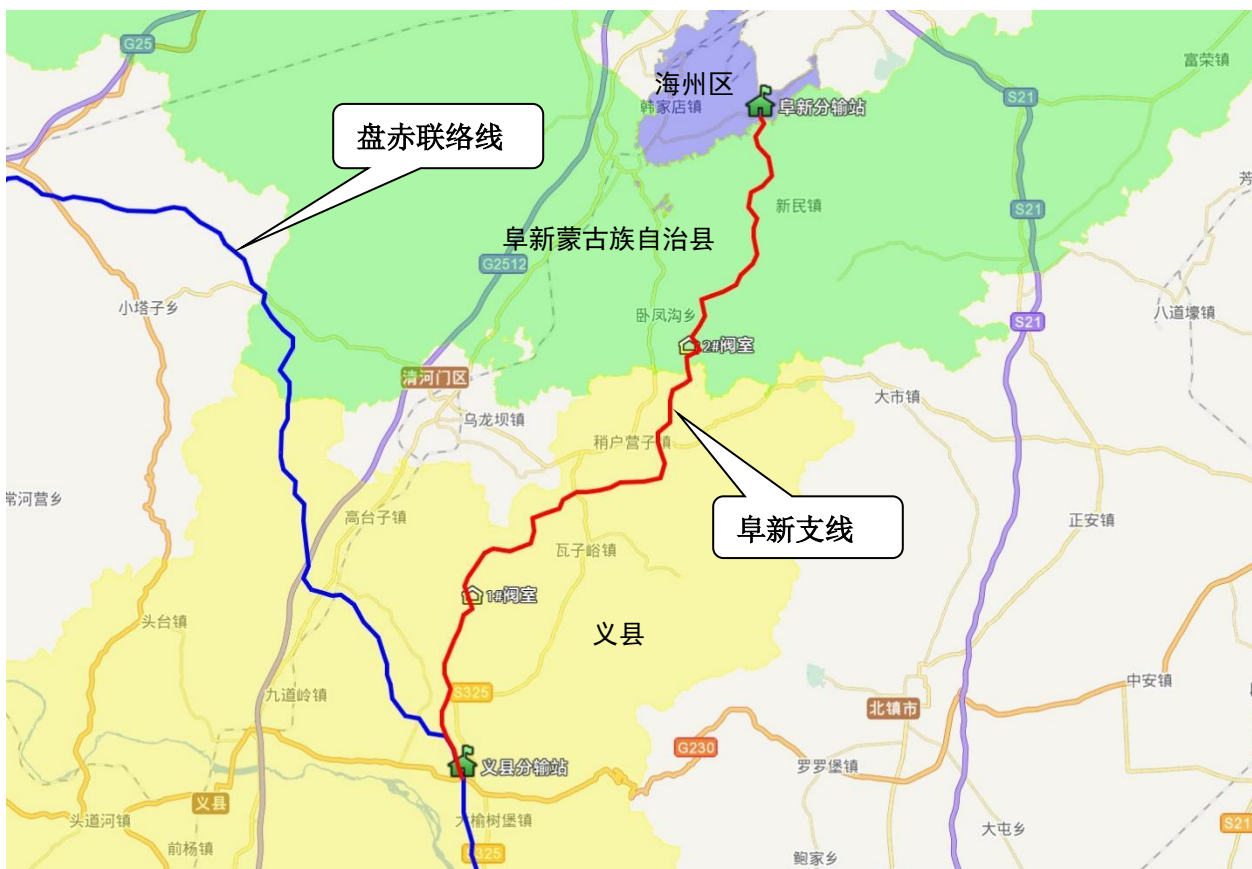 G25
海州区
富荣镇
韩家店镇
阜新分输站
S21
盘赤联络线
新民镇
S21
阜新蒙古族自治县
G2512
小塔子乡
卧凤沟乡
八道壕镇
S21
2#阀室
清河门区
大市镇
乌龙坝镇
稍户营子镇
常河营乡
高台子镇
阜新支线
正安镇
瓦子峪镇
1#阀室
头台镇
义县
中安镇
九道岭镇
S325
北镇市
G230
义县分输站
罗罗堡镇
义县
头道河镇
大榆树堡镇
大屯乡
S21
前杨镇
S325
鲍家乡